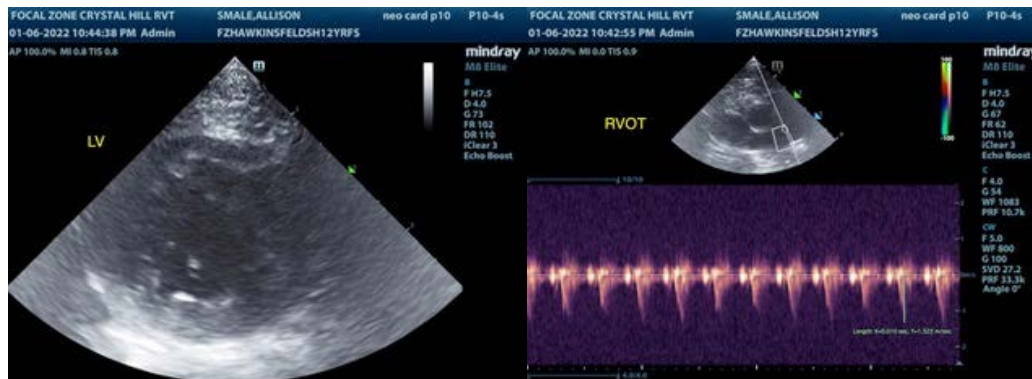 FOCAL ZONE CRYSTAL HILL RVT SMALE,ALLISON neo card p10 P10-4s
01-06-2022 10:44:38 PM Admin FZHAWKINSFELDSH12YRFS
AP 100.0% MI 0.8 TIS 0.8
mindray
M8 Elite
B
F H7.5
D 4.0
G 73
FR 102
DR 110
iClear 3
Echo Boost
LV
FOCAL ZONE CRYSTAL HILL RVT SMALE,ALLISON neo card p10 P10-4s
01-06-2022 10:42:55 PM Admin FZHAWKINSFELDSH12YRFS
AP 100.0% MI 0.0 TIS 0.9
mindray
M8 Elite
B
F H7.5
D 4.0
G 67
FR 62
DR 110
iClear 3
Echo Boost
C
F 4.0
G 54
WF 1083
PRF 10.7k
CW
F 5.0
WF 800
G 100
SVD 27.2
PRF 33.3k
Angle 0°
100
-100
RVOT
10/10